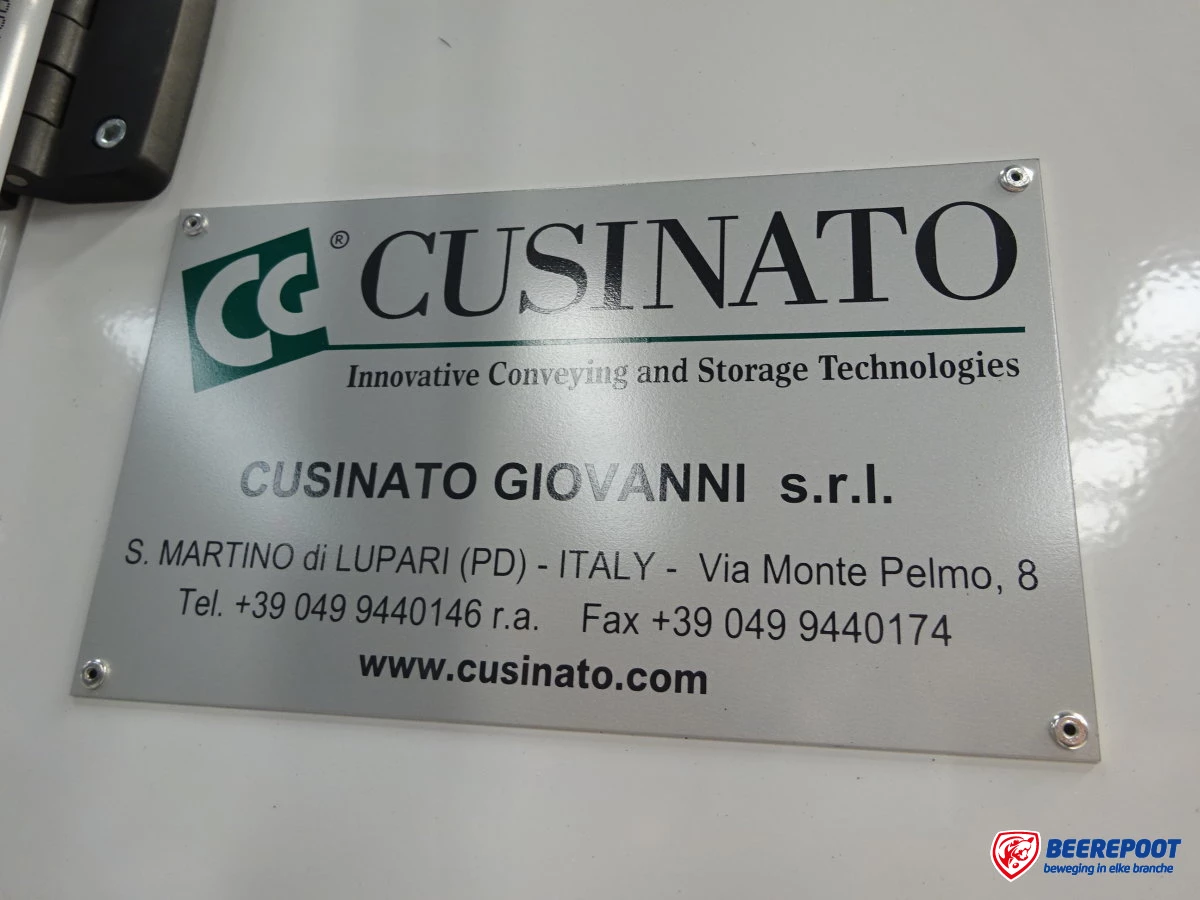 CC ® CUSINATO
Innovative Conveying and Storage Technologies
CUSINATO GIOVANNI s.r.l.
S. MARTINO di LUPARI (PD) - ITALY - Via Monte Pelmo, 8
Tel. +39 049 9440146 r.a. Fax +39 049 9440174
www.cusinato.com
BEEREPOOT
beweging in elke branche